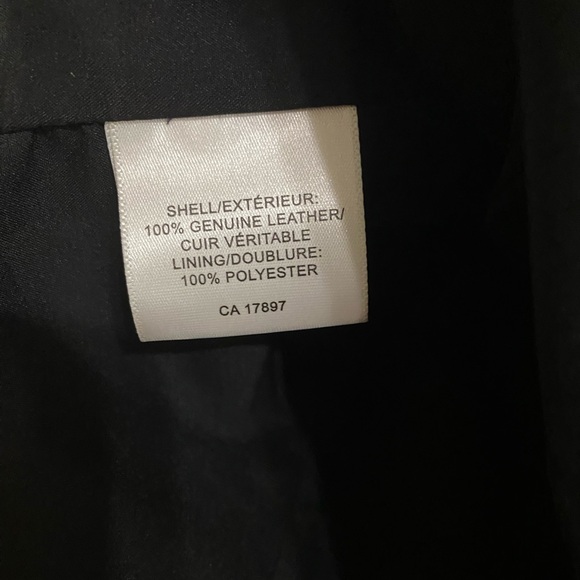 SHELL/EXTÉRIEUR:
100% GENUINE LEATHER/
CUIR VÉRITABLE
LINING/DOUBLURE:
100% POLYESTER
CA 17897